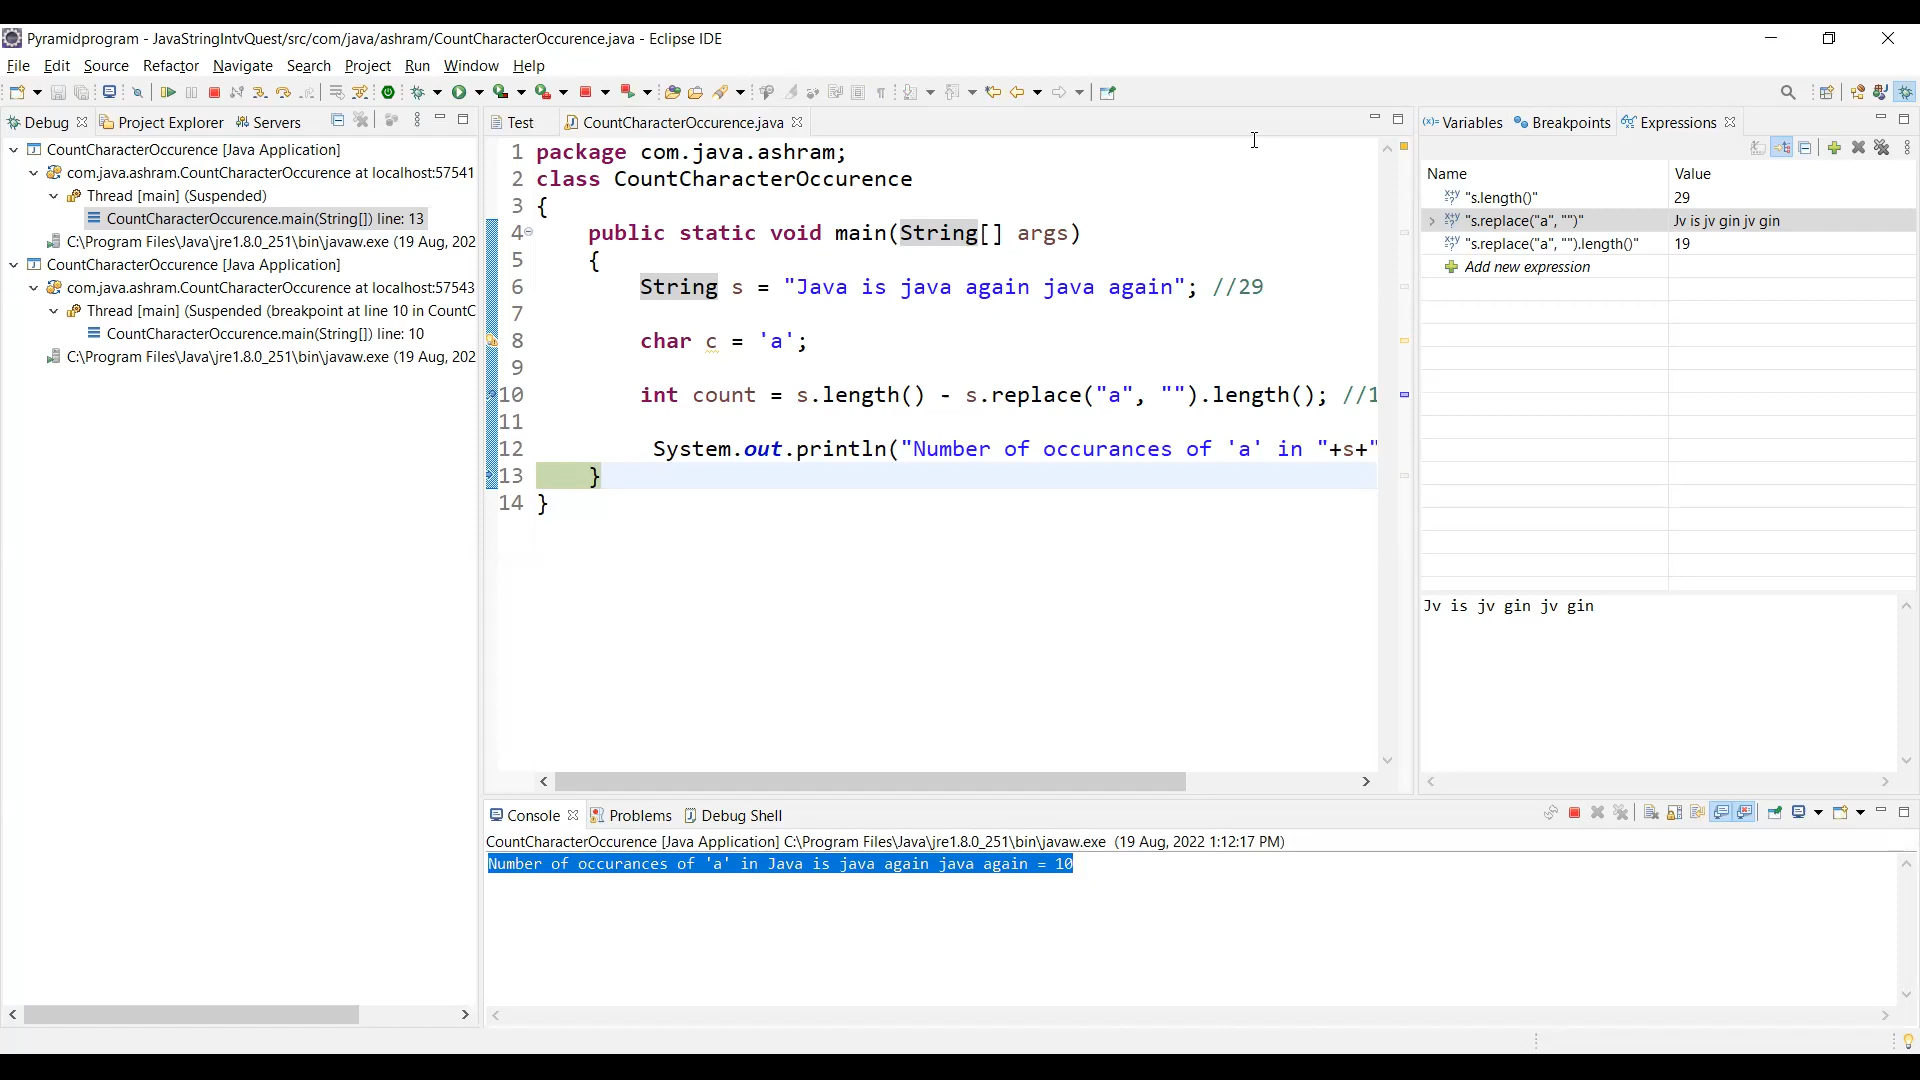 Pyramidprogram - JavaStringIntvQuest/src/com/java/ashram/CountCharacterOccurence.java - Eclipse IDE
File Edit Source Refactor Navigate Search Project Run Window Help
Debug Project Explorer Servers
CountCharacterOccurence [Java Application]
com.java.ashram.CountCharacterOccurence at localhost:57541
Thread [main] (Suspended)
CountCharacterOccurence.main(String[]) line: 13
C:\Program Files\Java\jre1.8.0_251\bin\javaw.exe (19 Aug, 202
CountCharacterOccurence [Java Application]
com.java.ashram.CountCharacterOccurence at localhost:57543
Thread [main] (Suspended (breakpoint at line 10 in CountC
CountCharacterOccurence.main(String[]) line: 10
C:\Program Files\Java\jre1.8.0_251\bin\javaw.exe (19 Aug, 202
Test CountCharacterOccurence.java
1 package com.java.ashram;
2 class CountCharacterOccurence
3 {
4 public static void main(String[] args)
5 {
6 String s = "Java is java again java again"; //29
7
8 char c = 'a';
9
10 int count = s.length() - s.replace("a", "").length(); //1
11
12 System.out.println("Number of occurances of 'a' in "+s+"
13 }
14 }
(x)= Variables Breakpoints Expressions
Name Value
"s.length()" 29
"s.replace("a", "")" Jv is jv gin jv gin
"s.replace("a", "").length()" 19
Add new expression
Jv is jv gin jv gin
Console Problems Debug Shell
CountCharacterOccurence [Java Application] C:\Program Files\Java\jre1.8.0_251\bin\javaw.exe (19 Aug, 2022 1:12:17 PM)
Number of occurances of 'a' in Java is java again java again = 10